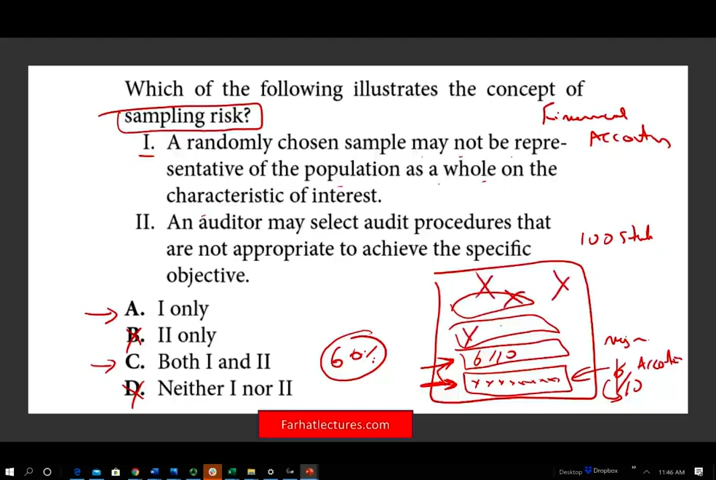 Which of the following illustrates the concept of
sampling risk?
Financial
Accounting
I. A randomly chosen sample may not be repre-
sentative of the population as a whole on the
characteristic of interest.
II. An auditor may select audit procedures that
are not appropriate to achieve the specific
objective.
100 Stud
A. I only
B. II only
C. Both I and II
D. Neither I nor II
60%
6/10
/10
Farhatlectures.com
Desktop
Dropbox
11:46 AM